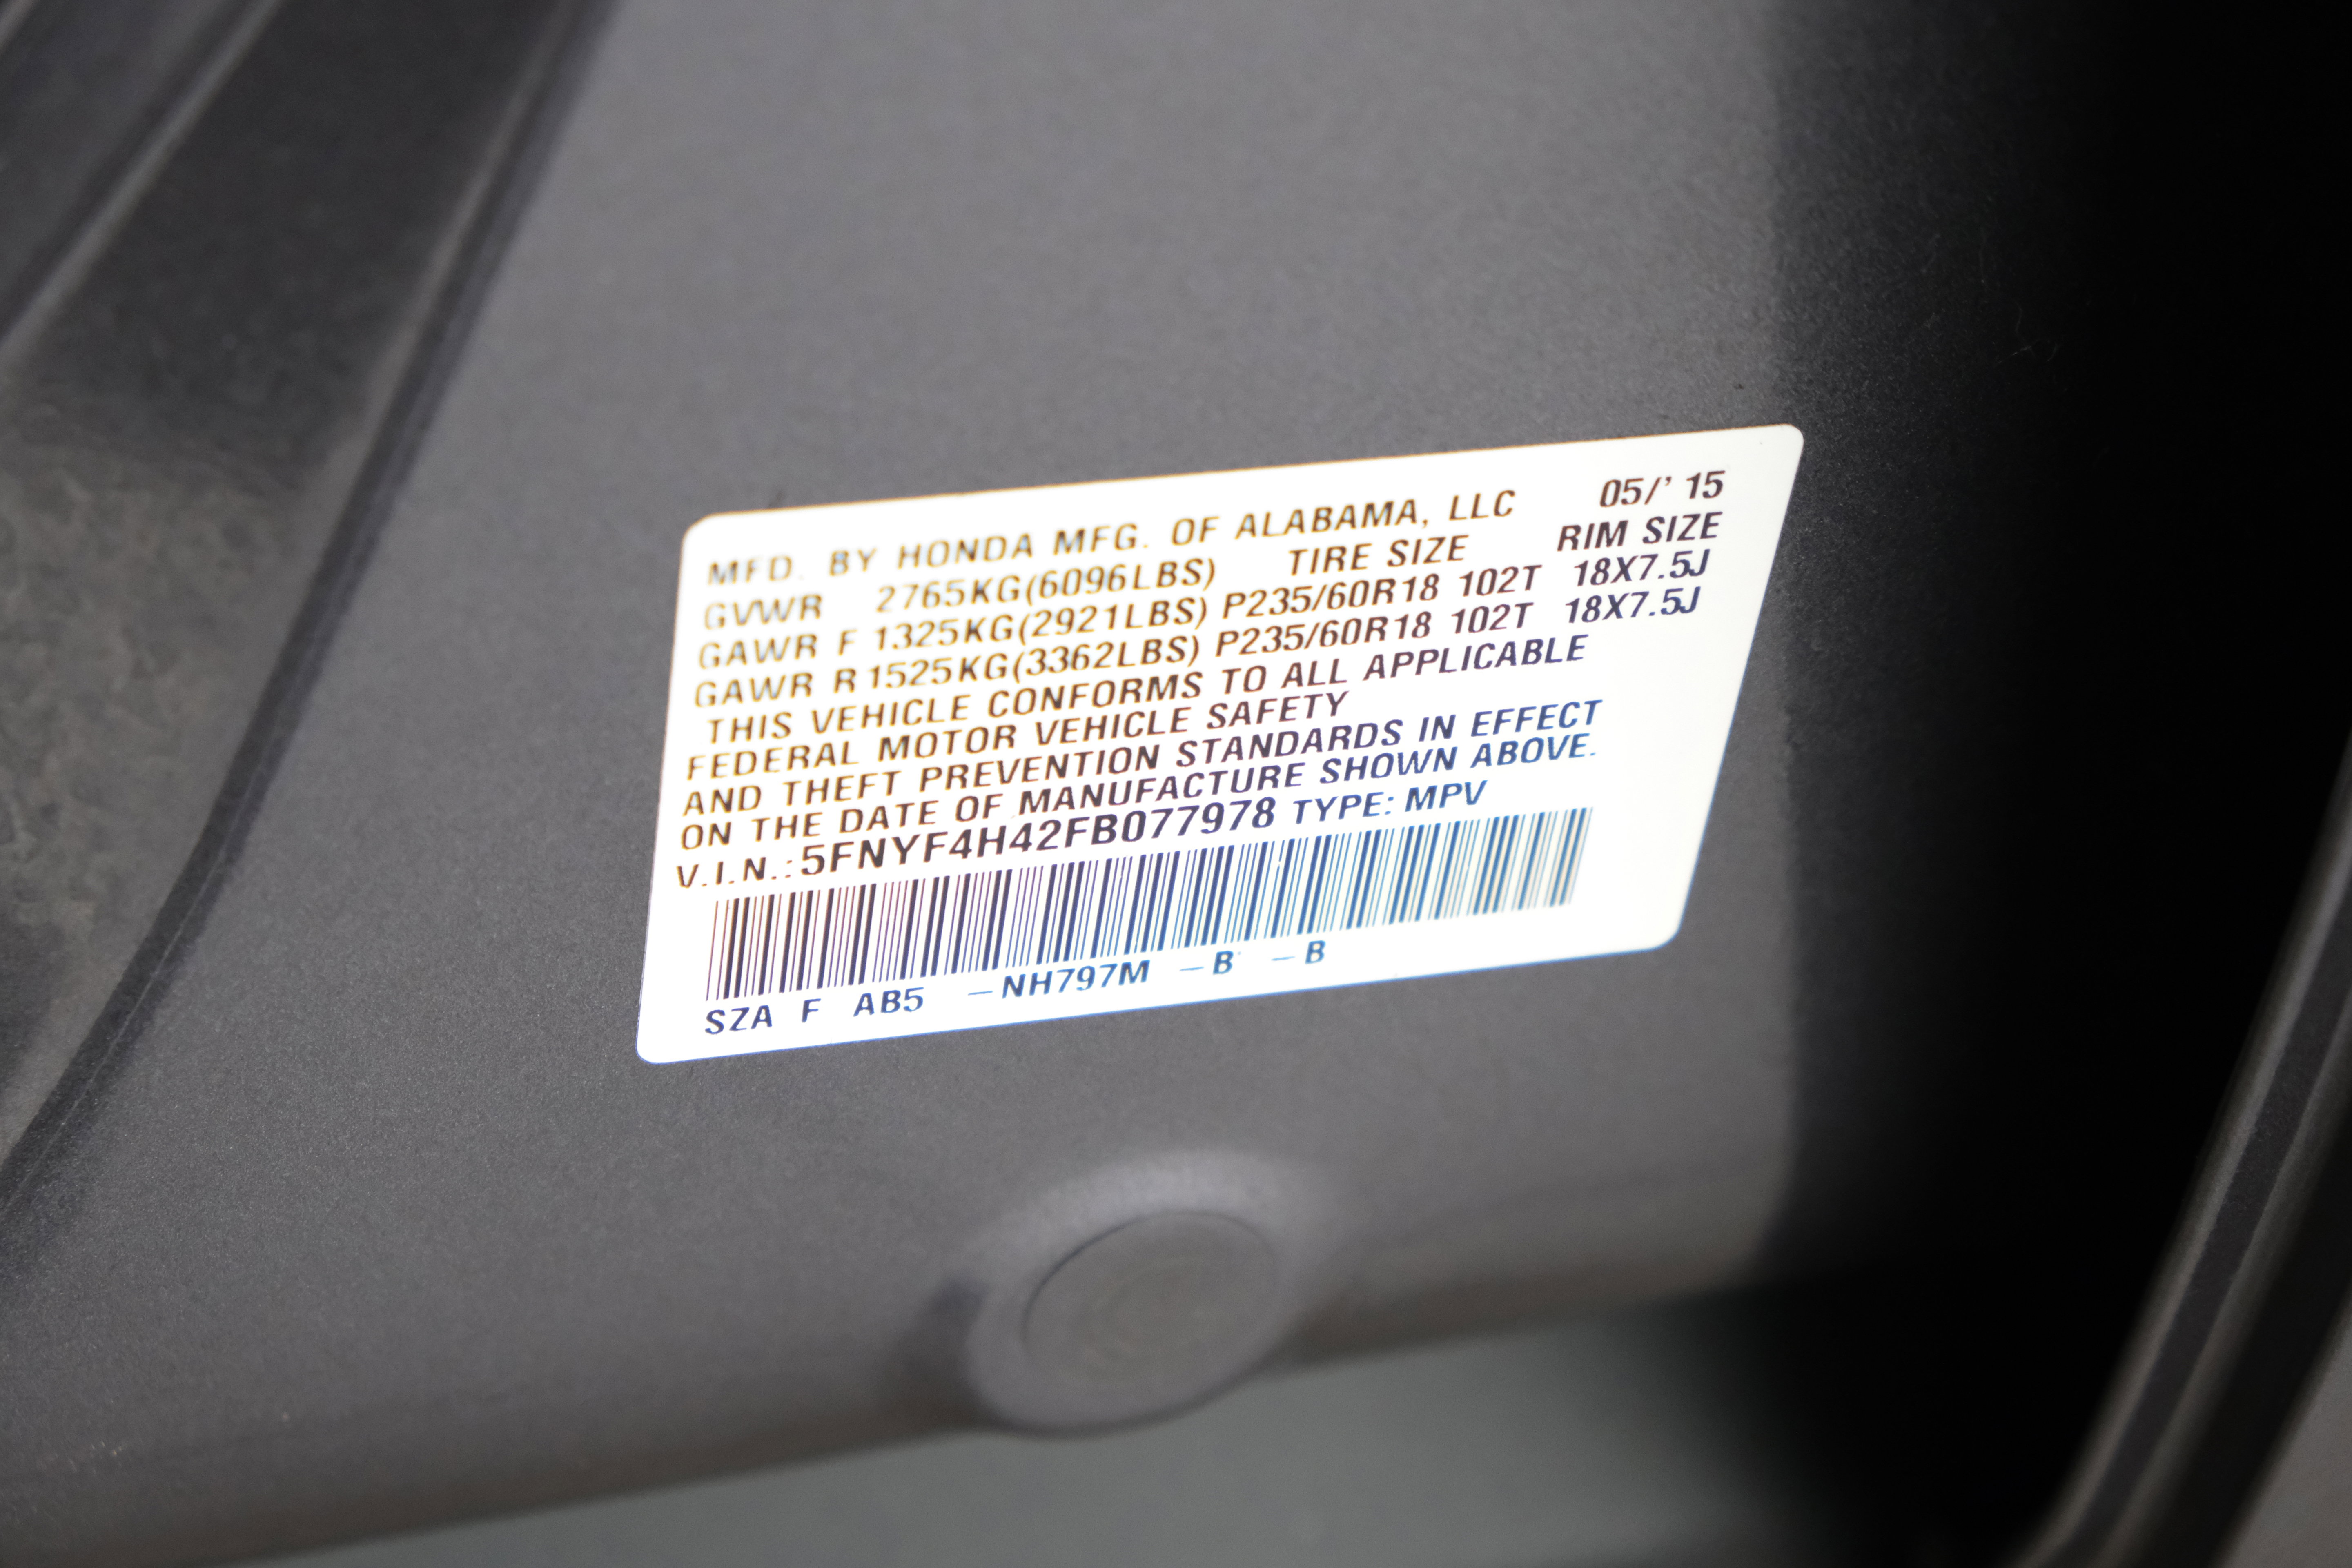 MFD. BY HONDA MFG. OF ALABAMA, LLC 05/' 15
GVWR 2765KG(6096LBS) TIRE SIZE RIM SIZE
GAWR F 1325KG(2921LBS) P235/60R18 102T 18X7.5J
GAWR R 1525KG(3362LBS) P235/60R18 102T 18X7.5J
THIS VEHICLE CONFORMS TO ALL APPLICABLE
FEDERAL MOTOR VEHICLE SAFETY
AND THEFT PREVENTION STANDARDS IN EFFECT
ON THE DATE OF MANUFACTURE SHOWN ABOVE.
V.I.N.:5FNYF4H42FB077978 TYPE: MPV
SZA F AB5 –NH797M –B –B